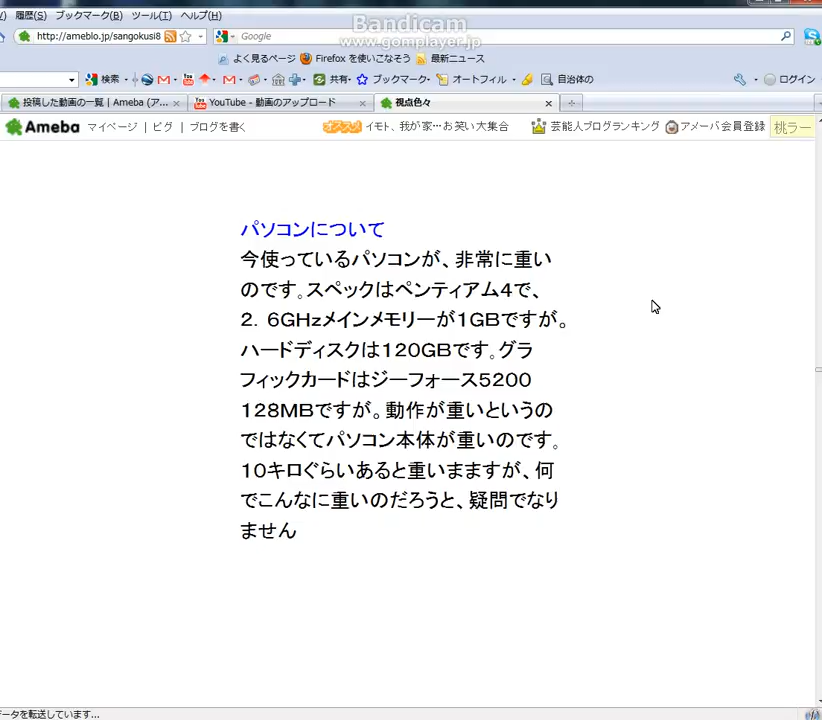 Bandicam
www.gomplayer.jp
履歴(S) ブックマーク(B) ツール(T) ヘルプ(H)
http://ameblo.jp/sangokusi8 Google
よく見るページ Firefox を使いこなそう 最新ニュース
検索 共有 ブックマーク オートフィル 自治体の ログイン
投稿した動画の一覧 | Ameba (ア... YouTube - 動画のアップロード 視点色々
Ameba マイページ | ピグ | ブログを書く オススメ! イモト、我が家…お笑い大集合 芸能人ブログランキング アメーバ会員登録 桃ラー
パソコンについて
今使っているパソコンが、非常に重い
のです。スペックはペンティアム4で、
2．6GHzメインメモリーが1GBですが。
ハードディスクは120GBです。グラ
フィックカードはジーフォース5200
128MBですが。動作が重いというの
ではなくてパソコン本体が重いのです。
10キロぐらいあると重いまますが、何
でこんなに重いのだろうと、疑問でなり
ません
ータを転送しています...